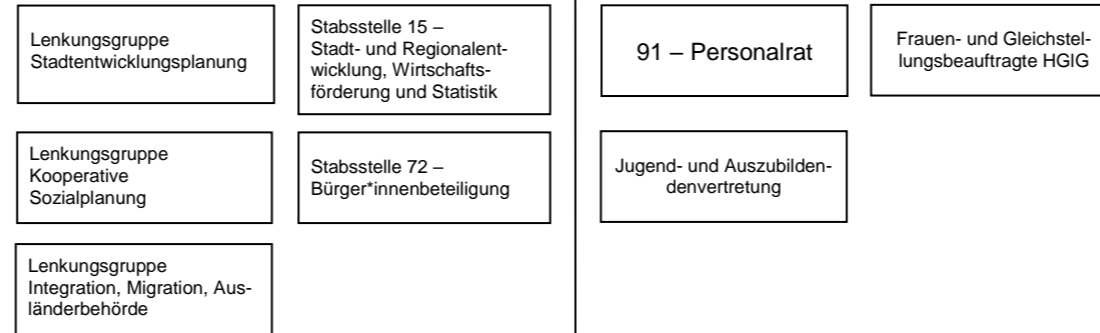 Lenkungsgruppe
Stadtentwicklungsplanung
Stabsstelle 15 –
Stadt- und Regionalent-
wicklung, Wirtschafts-
förderung und Statistik
91 – Personalrat
Frauen- und Gleichstel-
lungsbeauftragte HGlG
Lenkungsgruppe
Kooperative
Sozialplanung
Stabsstelle 72 –
Bürger*innenbeteiligung
Jugend- und Auszubilden-
denvertretung
Lenkungsgruppe
Integration, Migration, Aus-
länderbehörde